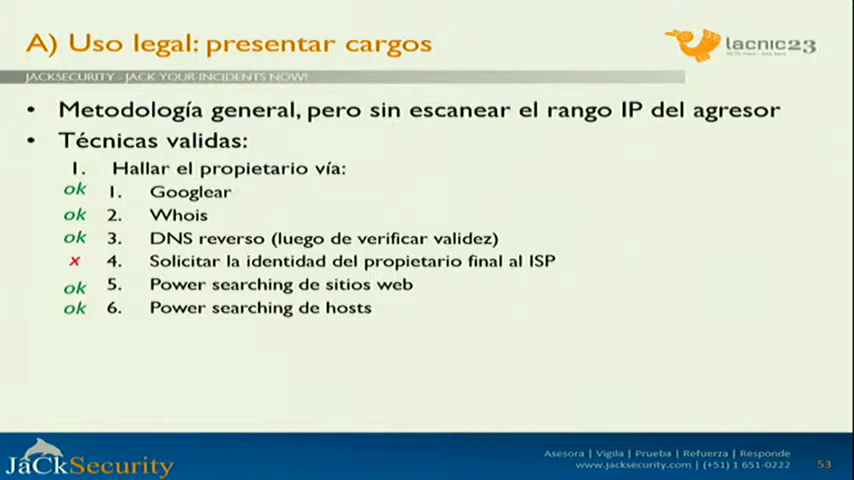 A) Uso legal: presentar cargos
lacnic23
JACKSECURITY - JACK YOUR INCIDENTS NOW!
• Metodología general, pero sin escanear el rango IP del agresor
• Técnicas validas:
1. Hallar el propietario vía:
ok 1. Googlear
ok 2. Whois
ok 3. DNS reverso (luego de verificar validez)
x 4. Solicitar la identidad del propietario final al ISP
ok 5. Power searching de sitios web
ok 6. Power searching de hosts
JaCkSecurity
Asesora | Vigila | Prueba | Refuerza | Responde
www.jacksecurity.com | (+51) 1 651-0222
53